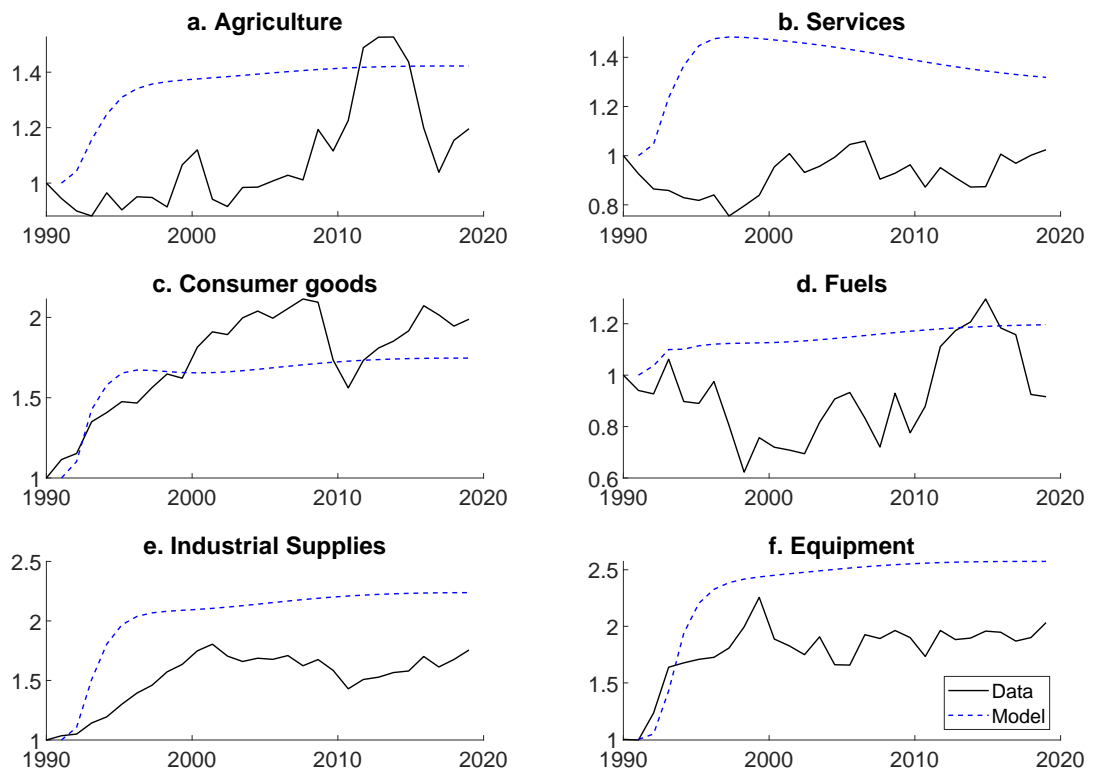 a. Agriculture
1.4
1.2
1
1990 2000 2010 2020
b. Services
1.4
1.2
1
0.8
1990 2000 2010 2020
c. Consumer goods
2
1.5
1
1990 2000 2010 2020
d. Fuels
1.2
1
0.8
0.6
1990 2000 2010 2020
e. Industrial Supplies
2.5
2
1.5
1
1990 2000 2010 2020
f. Equipment
2.5
2
1.5
1
1990 2000 2010 2020
Data
Model